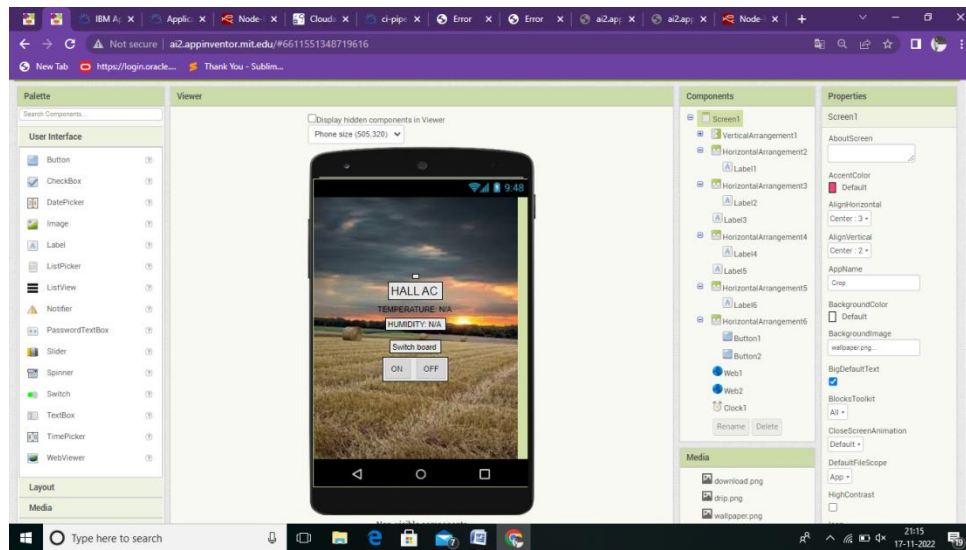 IBM Ap
Applica
Node-
Clouda
ci-pipe
Error
Error
ai2.app
ai2.app
Node-
Not secure | ai2.appinventor.mit.edu/#6611551348719616
New Tab
https://login.oracle....
Thank You - Sublim...
Palette
Search Components...
User Interface
Button
CheckBox
DatePicker
Image
Label
ListPicker
ListView
Notifier
PasswordTextBox
Slider
Spinner
Switch
TextBox
TimePicker
WebViewer
Layout
Media
Viewer
Display hidden components in Viewer
Phone size (505,320)
9:48
HALL AC
TEMPERATURE: N/A
HUMIDITY: N/A
Switch board
ON OFF
Components
Screen1
VerticalArrangement1
HorizontalArrangement2
Label1
HorizontalArrangement3
Label2
Label3
HorizontalArrangement4
Label4
Label5
HorizontalArrangement5
Label6
HorizontalArrangement6
Button1
Button2
Web1
Web2
Clock1
Rename Delete
Media
download.png
drip.png
wallpaper.png
Properties
Screen1
AboutScreen
AccentColor
Default
AlignHorizontal
Center : 3
AlignVertical
Center : 2
AppName
Crop
BackgroundColor
Default
BackgroundImage
wallpaper.png...
BigDefaultText
BlocksToolkit
All
CloseScreenAnimation
Default
DefaultFileScope
App
HighContrast
Type here to search
21:15
17-11-2022